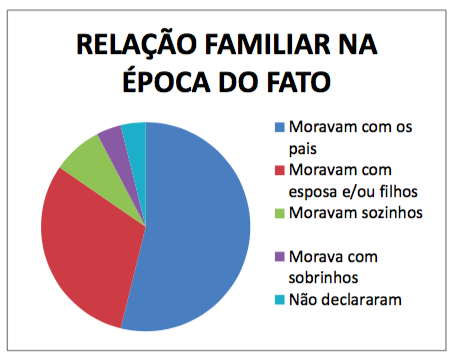 RELAÇÃO FAMILIAR NA
ÉPOCA DO FATO
Moravam com os
pais
Moravam com
esposa e/ou filhos
Moravam sozinhos
Morava com
sobrinhos
Não declararam